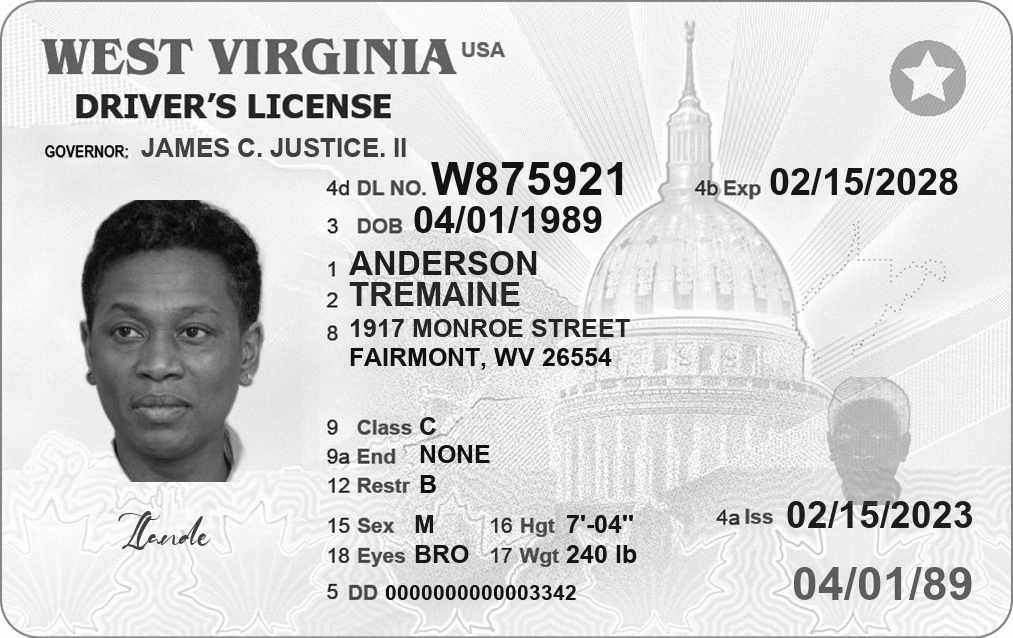 WEST VIRGINIA USA
DRIVER'S LICENSE
GOVERNOR: JAMES C. JUSTICE. II
4d DL NO. W875921 4b Exp 02/15/2028
3 DOB 04/01/1989
1 ANDERSON
2 TREMAINE
8 1917 MONROE STREET
FAIRMONT, WV 26554
9 Class C
9a End NONE
12 Restr B
15 Sex M 16 Hgt 7'-04" 4a Iss 02/15/2023
18 Eyes BRO 17 Wgt 240 lb
5 DD 0000000000003342
04/01/89